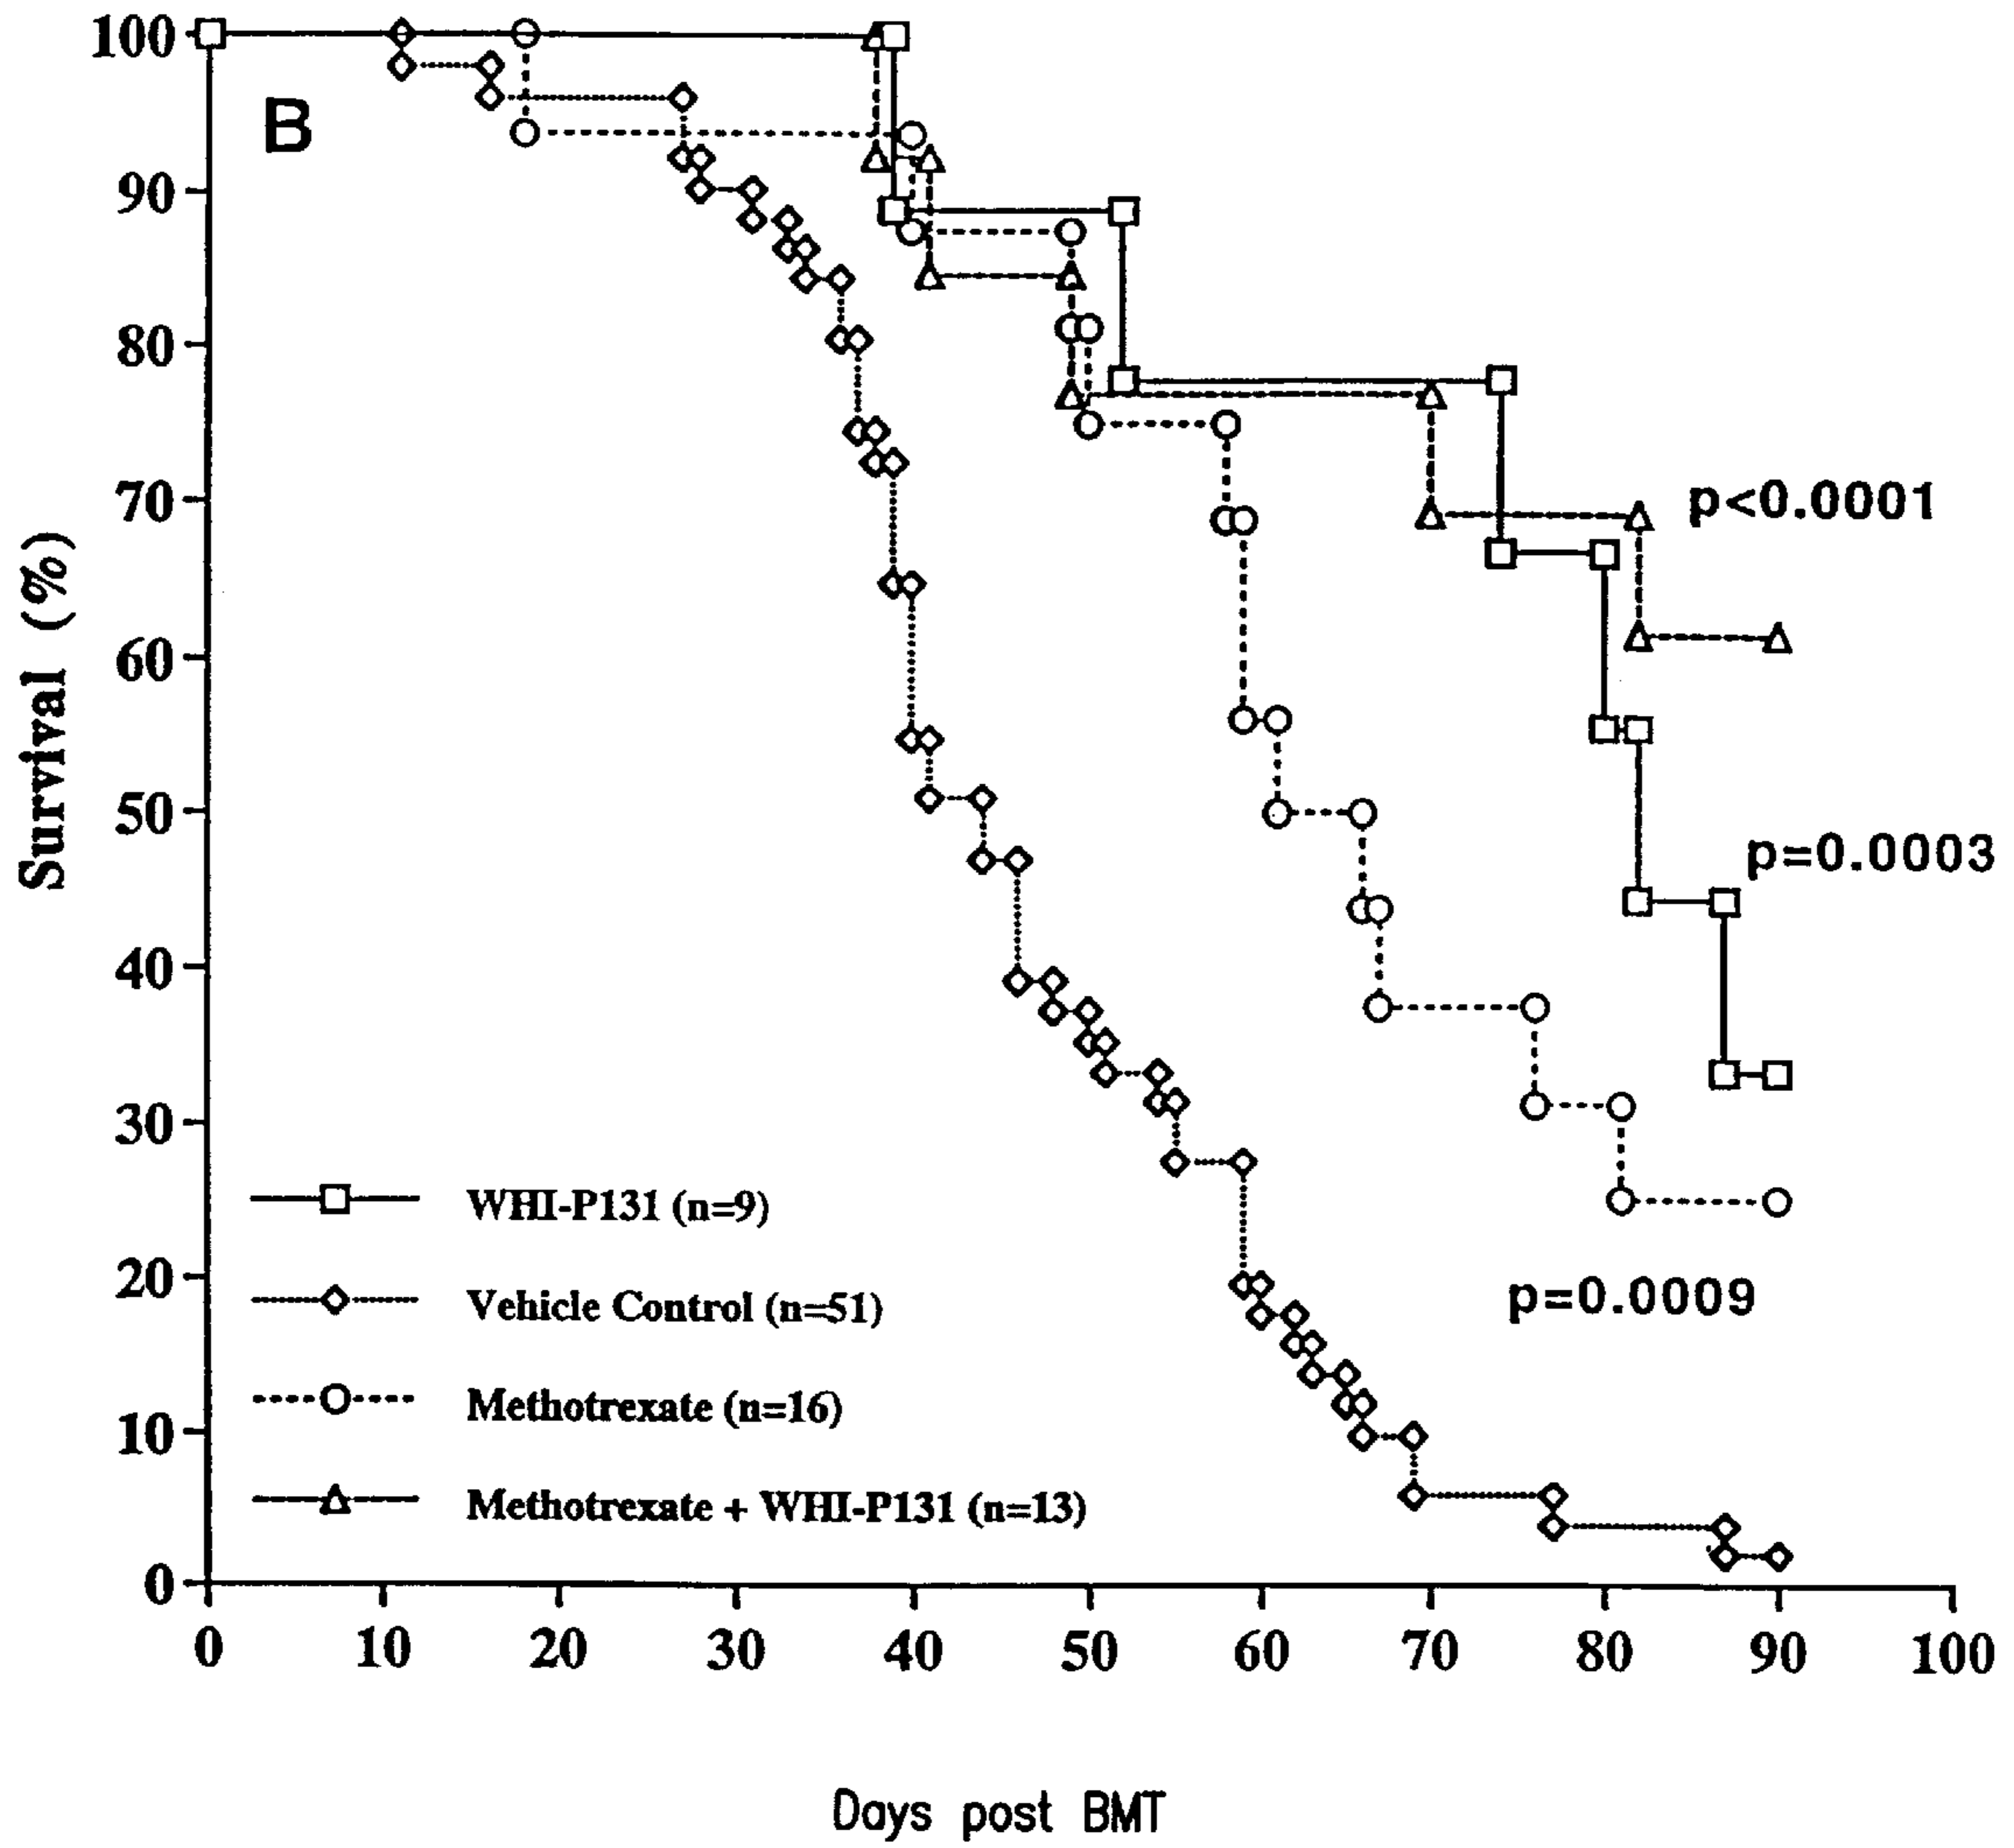 100
B
90
80
70
60
50
40
30
20
10
0
Survival (%)
p<0.0001
p=0.0003
p=0.0009
WHI-P131 (n=9)
Vehicle Control (n=51)
Methotrexate (n=16)
Methotrexate + WHI-P131 (n=13)
0 10 20 30 40 50 60 70 80 90 100
Days post BMT